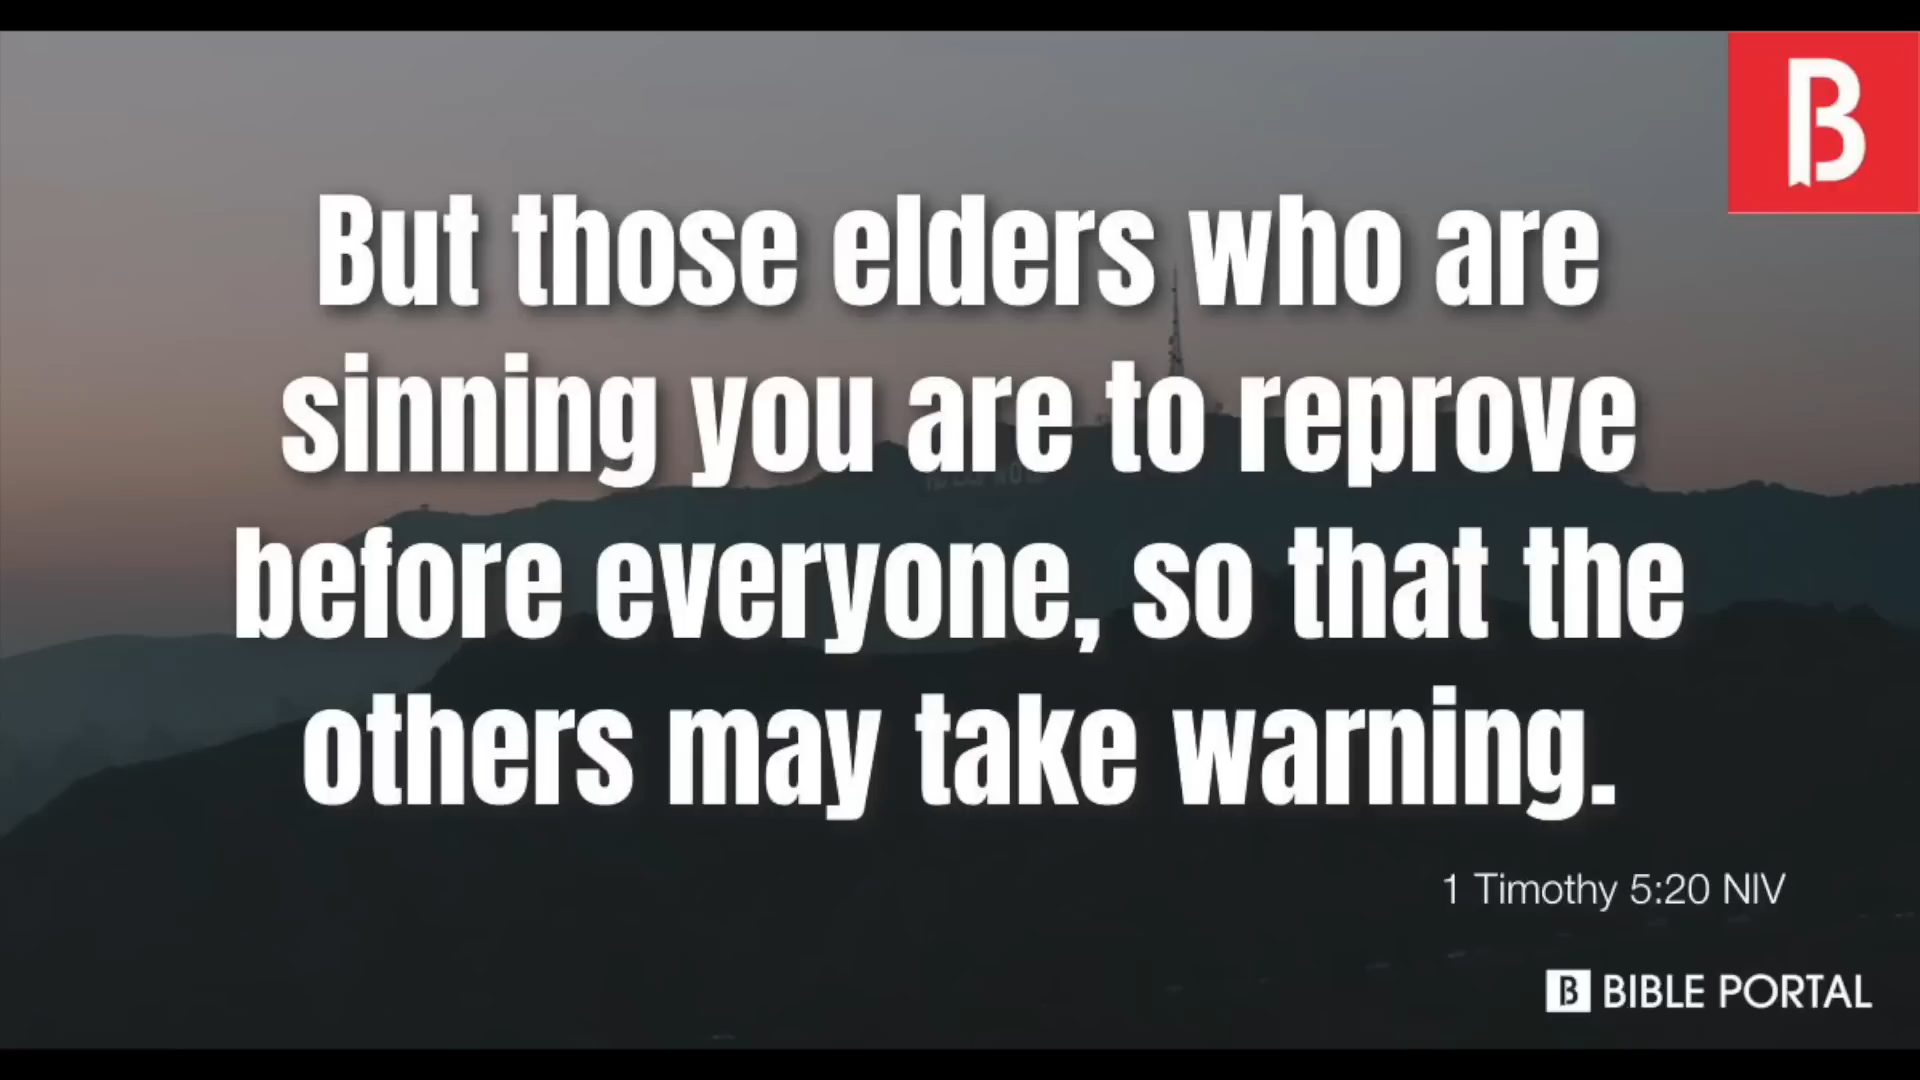 B
But those elders who are
sinning you are to reprove
before everyone, so that the
others may take warning.
1 Timothy 5:20 NIV
B BIBLE PORTAL